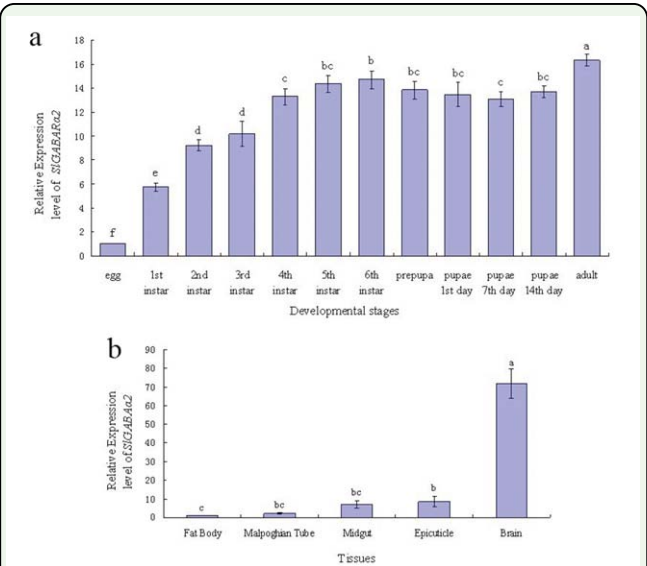 a
18
16
14
12
10
8
6
4
2
0
Relative Expression
level of SlGABARα2
f
e
d
d
c
bc
b
bc
bc
c
bc
a
egg
1st
instar
2nd
instar
3rd
instar
4th
instar
5th
instar
6th
instar
prepupa
pupae
1st day
pupae
7th day
pupae
14th day
adult
Developmental stages
b
90
80
70
60
50
40
30
20
10
0
Relative Expression
level of SlGABAα2
c
bc
bc
b
a
Fat Body
Malpoghian Tube
Midgut
Epicuticle
Brain
Tissues